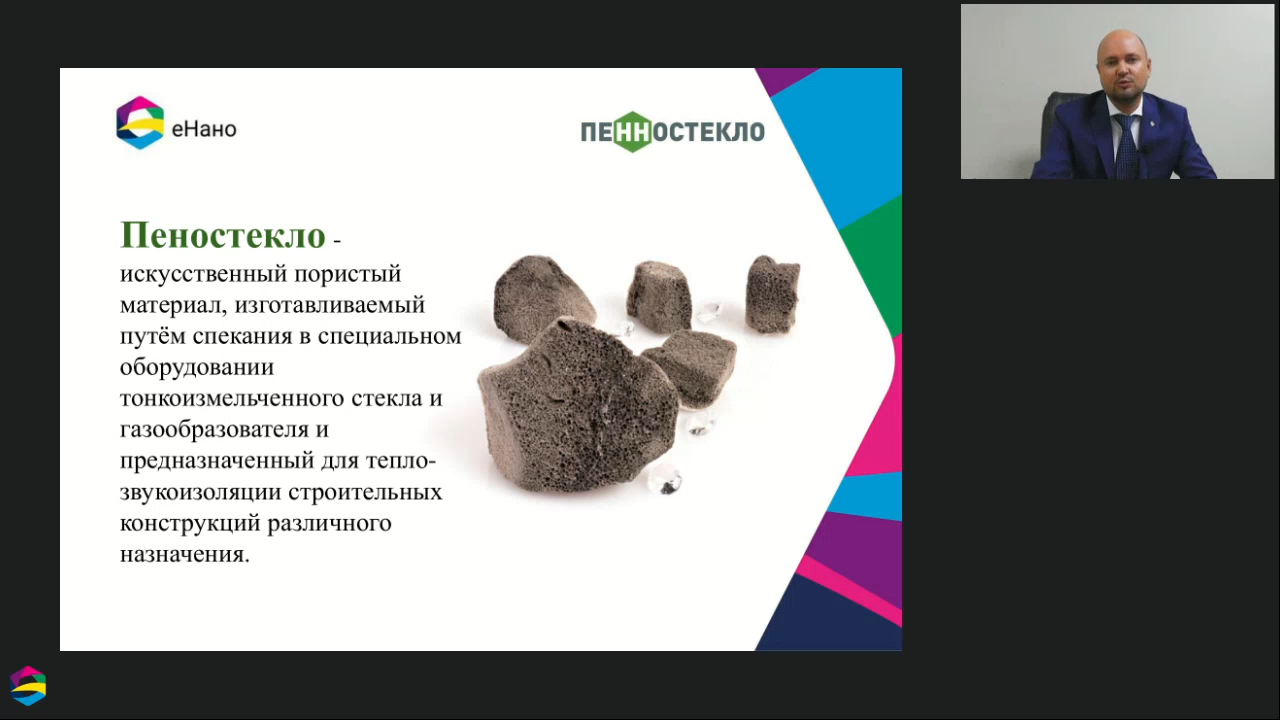 еНано
ПЕННОСТЕКЛО
Пеностекло -
искусственный пористый
материал, изготавливаемый
путём спекания в специальном
оборудовании
тонкоизмельченного стекла и
газообразователя и
предназначенный для тепло-
звукоизоляции строительных
конструкций различного
назначения.